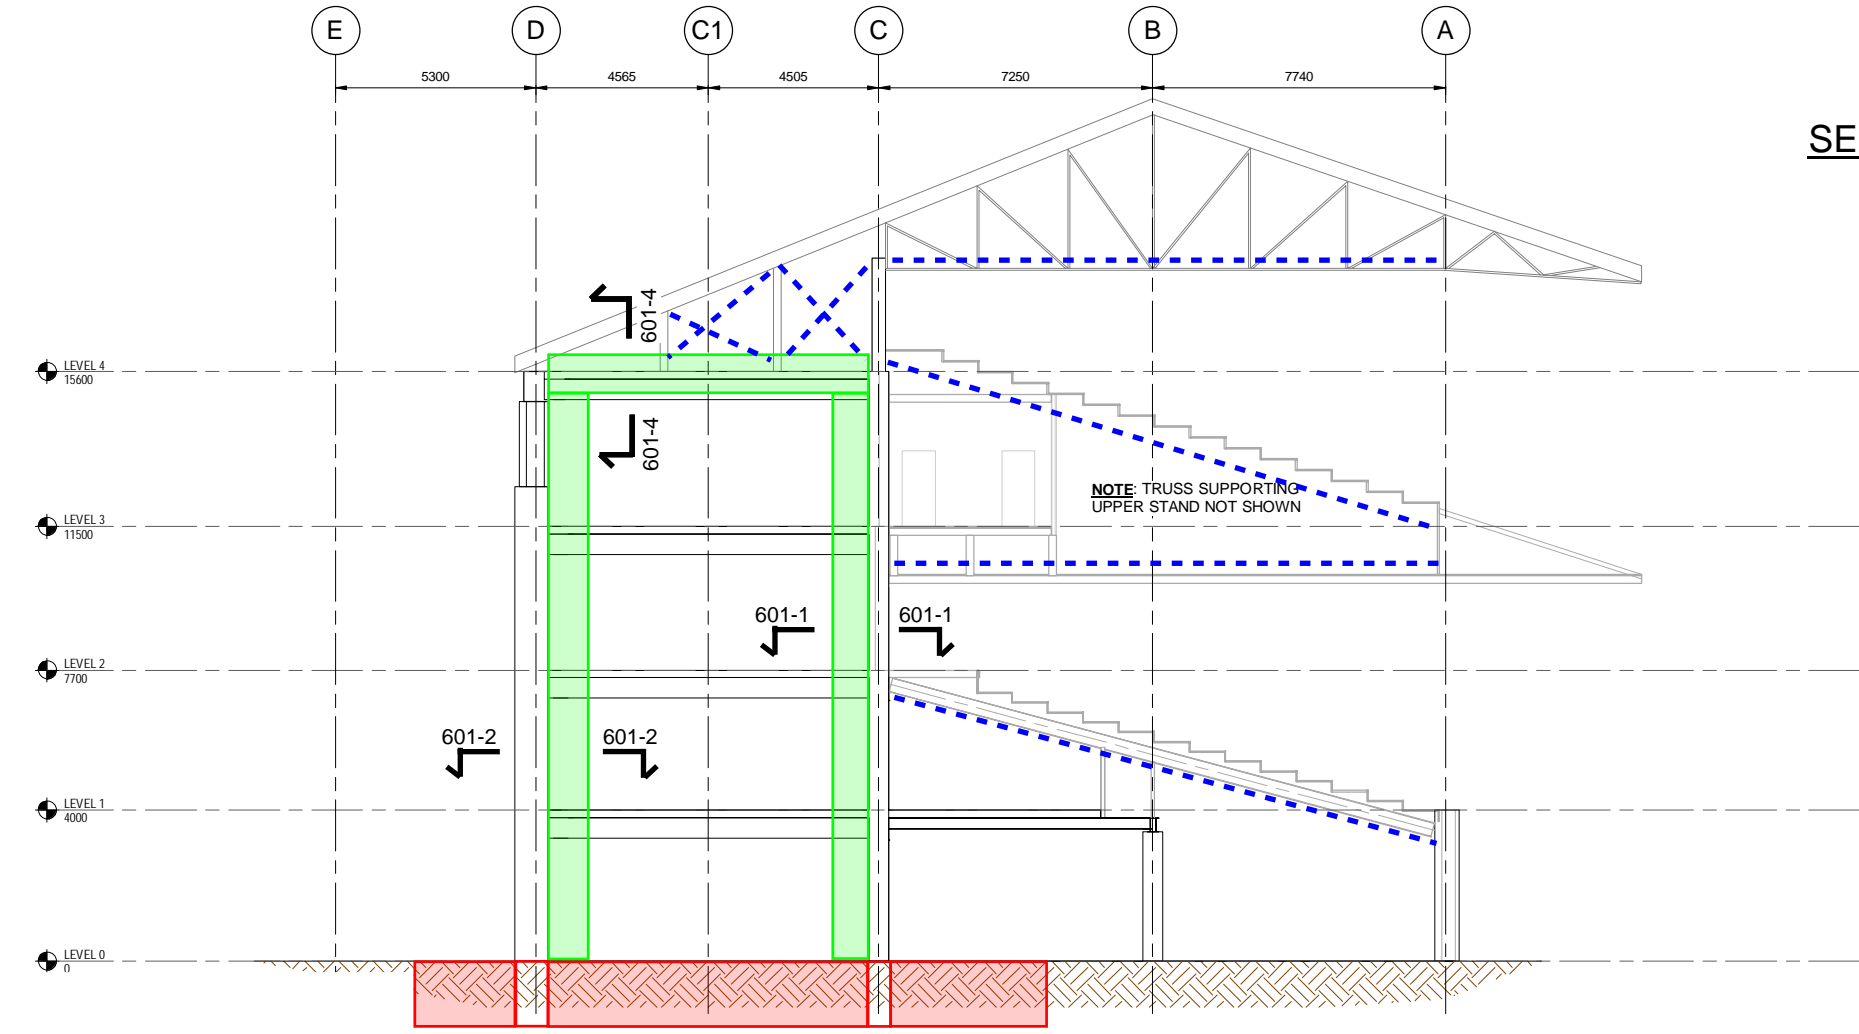 E D C1 C B A
5300 4565 4505 7250 7740
SE
601-4
LEVEL 4
15600
601-4
NOTE: TRUSS SUPPORTING
UPPER STAND NOT SHOWN
LEVEL 3
11500
601-1 601-1
LEVEL 2
7700
601-2 601-2
LEVEL 1
4000
LEVEL 0
0